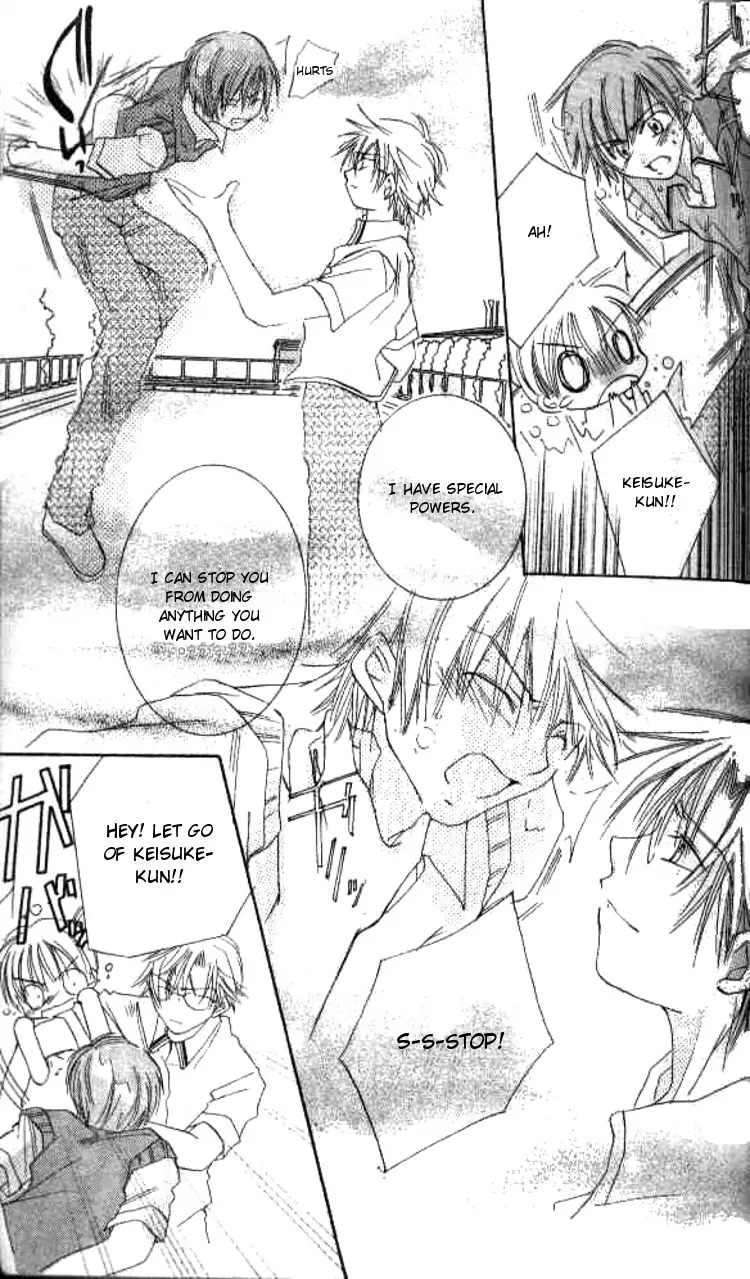 AH!
KEISUKE-
KUN!!
HURTS
I HAVE SPECIAL
POWERS.
I CAN STOP YOU
FROM DOING
ANYTHING YOU
WANT TO DO.
S-S-STOP!
HEY! LET GO
OF KEISUKE-
KUN!!